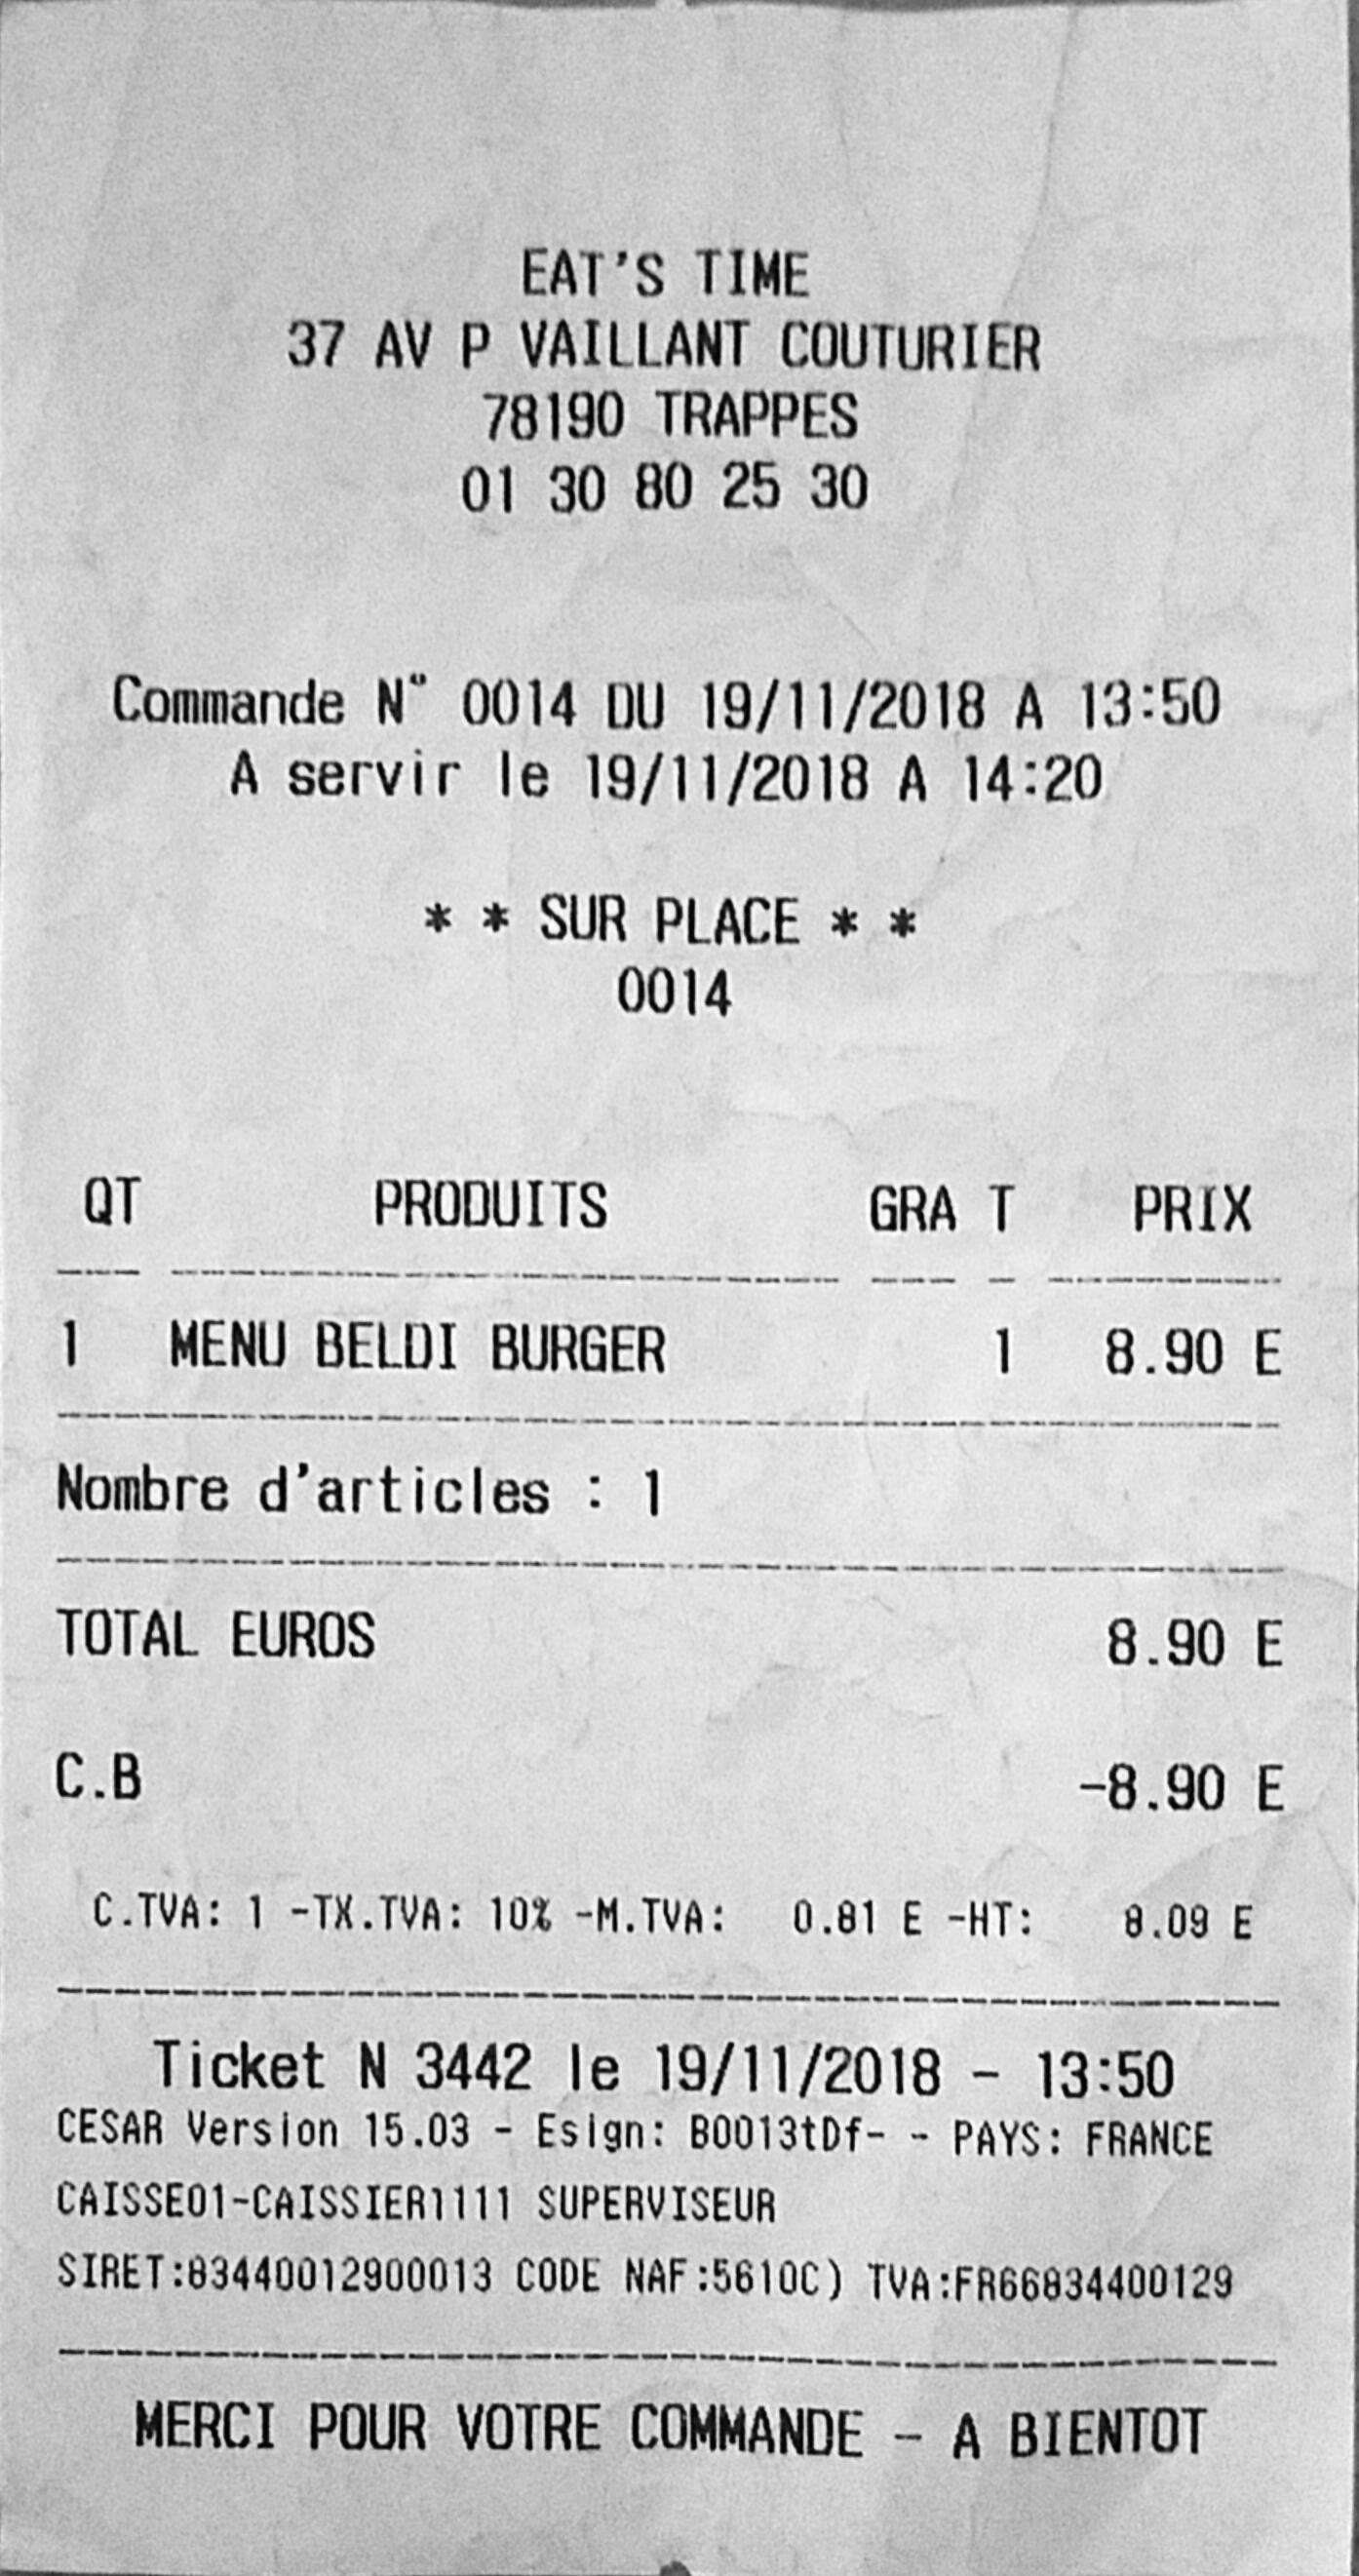 EAT'S TIME
37 AV P VAILLANT COUTURIER
78190 TRAPPES
01 30 80 25 30
Commande N° 0014 DU 19/11/2018 A 13:50
A servir le 19/11/2018 A 14:20
* * SUR PLACE * *
0014
QT PRODUITS GRA T PRIX
1 MENU BELDI BURGER 1 8.90 E
Nombre d'articles : 1
TOTAL EUROS 8.90 E
C.B -8.90 E
C.TVA: 1 -TX.TVA: 10% -M.TVA: 0.81 E -HT: 8.09 E
Ticket N 3442 le 19/11/2018 - 13:50
CESAR Version 15.03 - Esign: B0013tDf- - PAYS: FRANCE
CAISSE01-CAISSIER1111 SUPERVISEUR
SIRET:83440012900013 CODE NAF:5610C) TVA:FR66834400129
MERCI POUR VOTRE COMMANDE - A BIENTOT